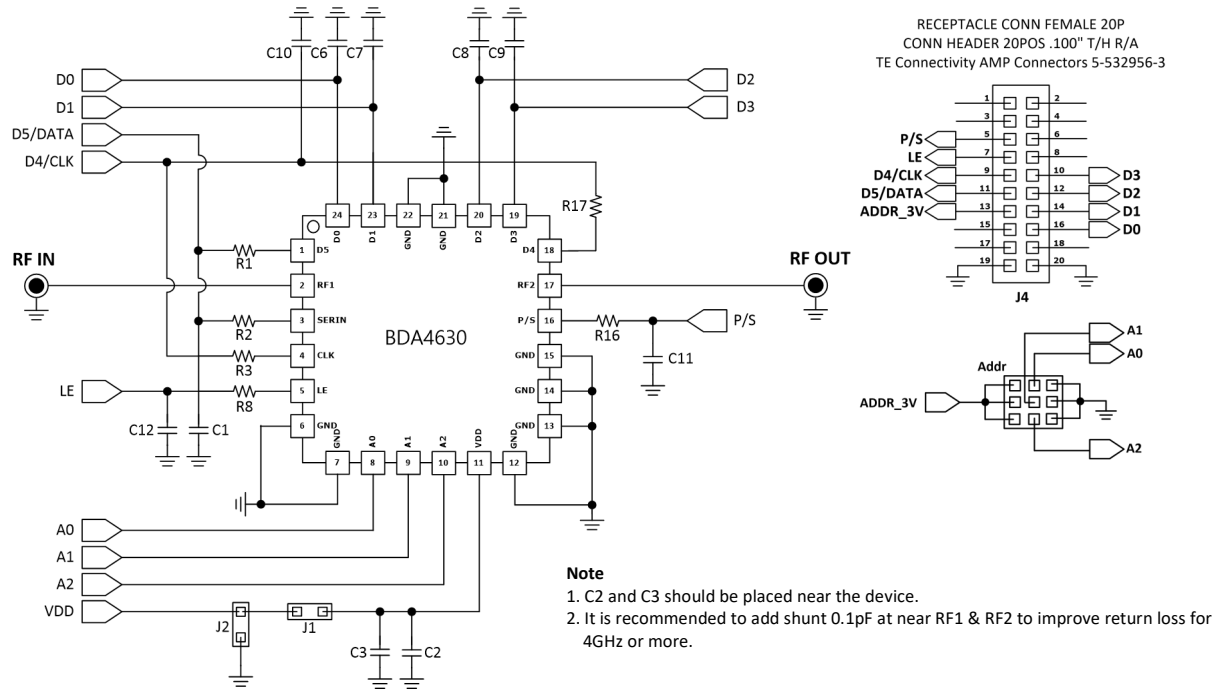 RECEPTACLE CONN FEMALE 20P
CONN HEADER 20POS .100" T/H R/A
TE Connectivity AMP Connectors 5-532956-3
C10 C6 C7 C8 C9
D0
D1
D5/DATA
D4/CLK
D2
D3
R17
24 23 22 21 20 19
D0 D1 GND GND D2 D3
1 D5
2 RF1
3 SERIN
4 CLK
5 LE
6 GND
R1
R2
R3
R8
RF IN
LE
C12
C1
BDA4630
D4 18
RF2 17
P/S 16
GND 15
GND 14
GND 13
RF OUT
R16
P/S
C11
GND A0 A1 A2 VDD GND
7 8 9 10 11 12
A0
A1
A2
VDD
J2
J1
C3
C2
1 2
3 4
P/S 5 6
LE 7 8
D4/CLK 9 10 D3
D5/DATA 11 12 D2
ADDR_3V 13 14 D1
15 16 D0
17 18
19 20
J4
A1
A0
Addr
ADDR_3V
A2
Note
1. C2 and C3 should be placed near the device.
2. It is recommended to add shunt 0.1pF at near RF1 & RF2 to improve return loss for
4GHz or more.